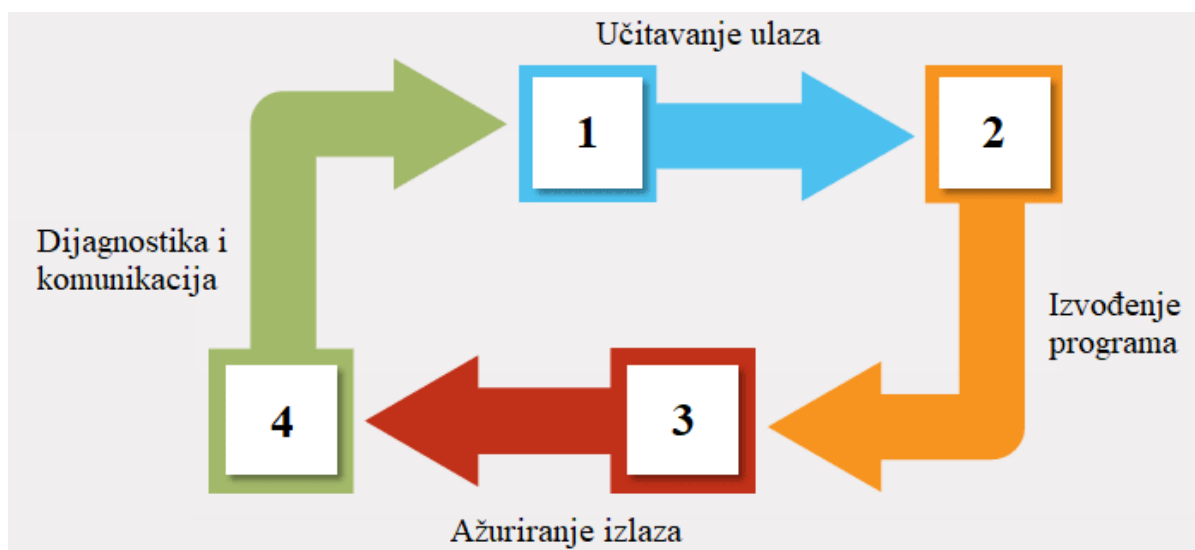 Učitavanje ulaza
1
2
Dijagnostika i
komunikacija
Izvođenje
programa
4
3
Ažuriranje izlaza